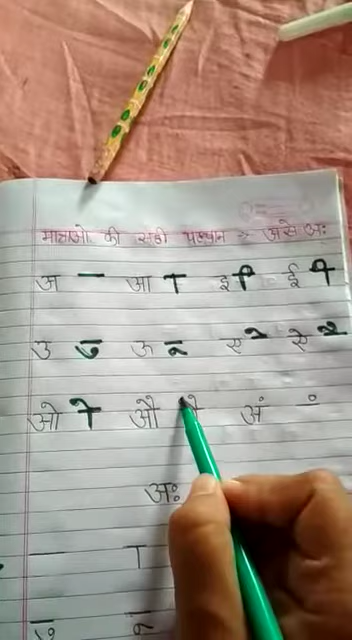 मात्राओ की सही पहचान → अ से अः
अ – आ ा इ ि ई ी
उ ु ऊ ू ए े ऐ ै
ओ ो औ ौ अं ं
अः
– ा
ु ू